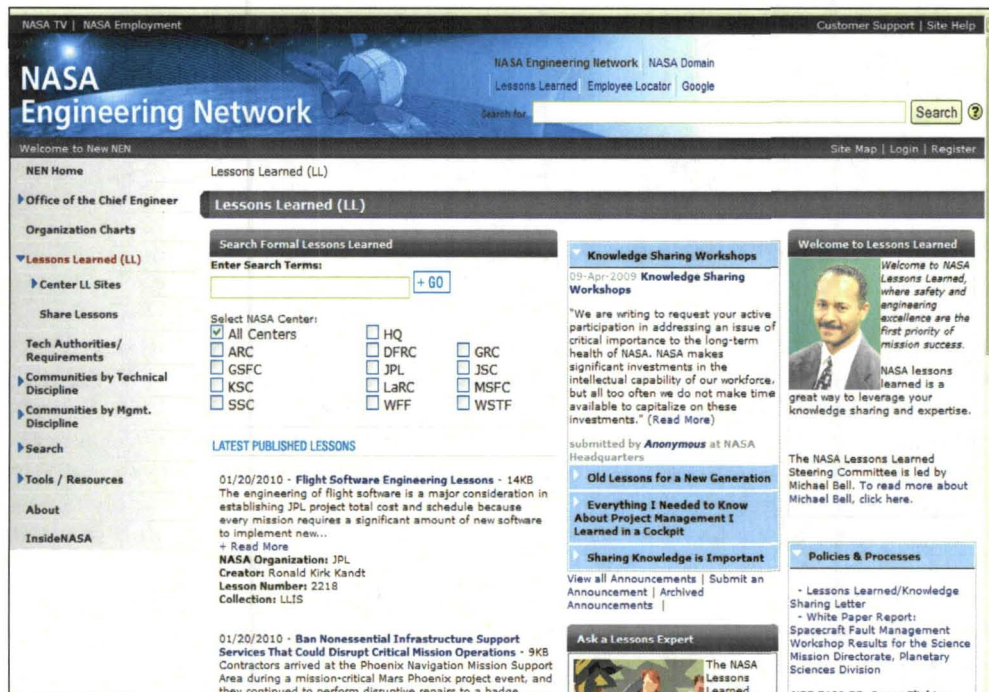 NASA TV | NASA Employment
Customer Support | Site Help
NASA
Engineering Network
NASA Engineering Network NASA Domain
Lessons Learned Employee Locator Google
Search for
Search ?
Welcome to New NEN
Site Map | Login | Register
NEN Home
Office of the Chief Engineer
Organization Charts
Lessons Learned (LL)
Center LL Sites
Share Lessons
Tech Authorities/
Requirements
Communities by Technical
Discipline
Communities by Mgmt.
Discipline
Search
Tools / Resources
About
InsideNASA
Lessons Learned (LL)
Lessons Learned (LL)
Search Formal Lessons Learned
Enter Search Terms:
+ GO
Select NASA Center:
All Centers HQ
ARC DFRC GRC
GSFC JPL JSC
KSC LaRC MSFC
SSC WFF WSTF
LATEST PUBLISHED LESSONS
01/20/2010 - Flight Software Engineering Lessons - 14KB
The engineering of flight software is a major consideration in
establishing JPL project total cost and schedule because
every mission requires a significant amount of new software
to implement new...
+ Read More
NASA Organization: JPL
Creator: Ronald Kirk Kandt
Lesson Number: 2218
Collection: LLIS
01/20/2010 - Ban Nonessential Infrastructure Support
Services That Could Disrupt Critical Mission Operations - 9KB
Contractors arrived at the Phoenix Navigation Mission Support
Area during a mission-critical Mars Phoenix project event, and
they continued to perform disruptive repairs to a badge
Knowledge Sharing Workshops
09-Apr-2009 Knowledge Sharing
Workshops
"We are writing to request your active
participation in addressing an issue of
critical importance to the long-term
health of NASA. NASA makes
significant investments in the
intellectual capability of our workforce,
but all too often we do not make time
available to capitalize on these
investments." (Read More)
submitted by Anonymous at NASA
Headquarters
Old Lessons for a New Generation
Everything I Needed to Know
About Project Management I
Learned in a Cockpit
Sharing Knowledge is Important
View all Announcements | Submit an
Announcement | Archived
Announcements |
Ask a Lessons Expert
The NASA
Lessons
Learned
Welcome to Lessons Learned
Welcome to NASA
Lessons Learned,
where safety and
engineering
excellence are the
first priority of
mission success.
NASA lessons
learned is a
great way to leverage your
knowledge sharing and expertise.
The NASA Lessons Learned
Steering Committee is led by
Michael Bell. To read more about
Michael Bell, click here.
Policies & Processes
- Lessons Learned/Knowledge
Sharing Letter
- White Paper Report:
Spacecraft Fault Management
Workshop Results for the Science
Mission Directorate, Planetary
Sciences Division